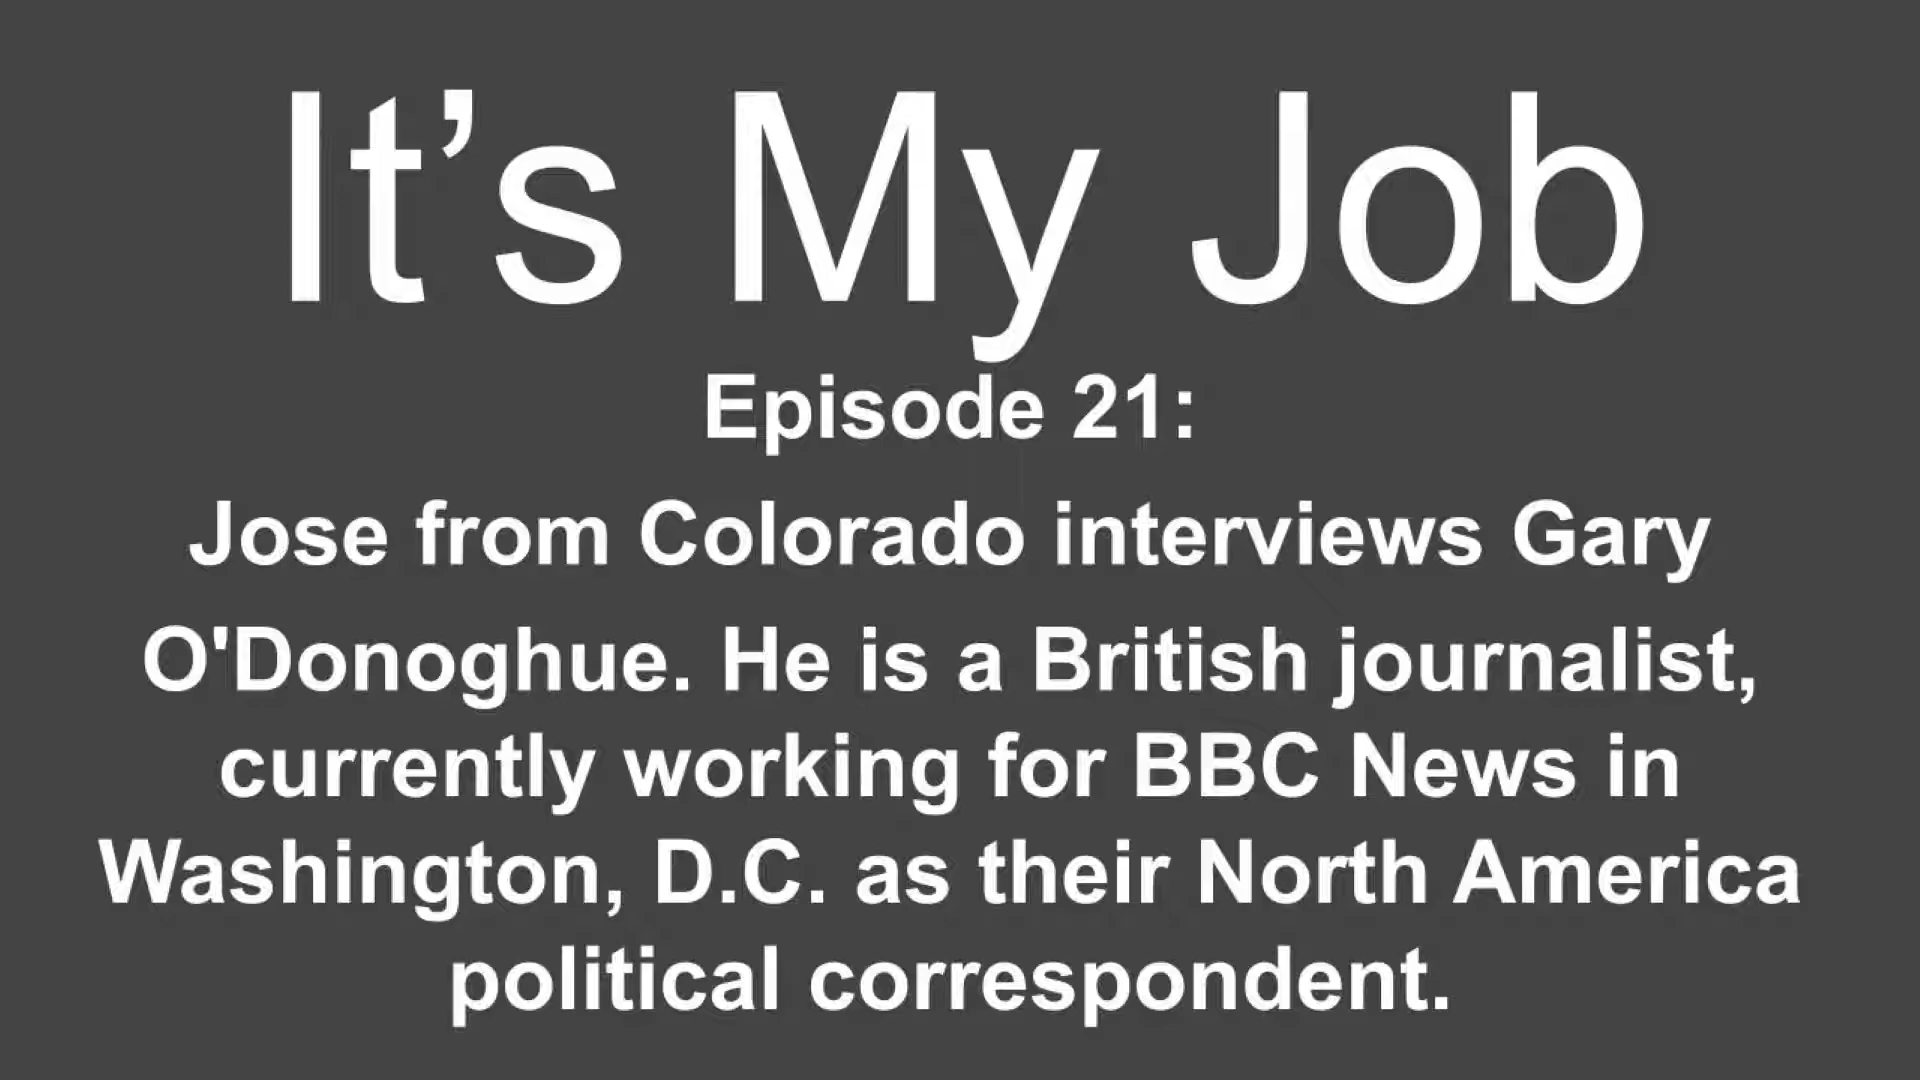 It’s My Job
Episode 21:
Jose from Colorado interviews Gary
O'Donoghue. He is a British journalist,
currently working for BBC News in
Washington, D.C. as their North America
political correspondent.